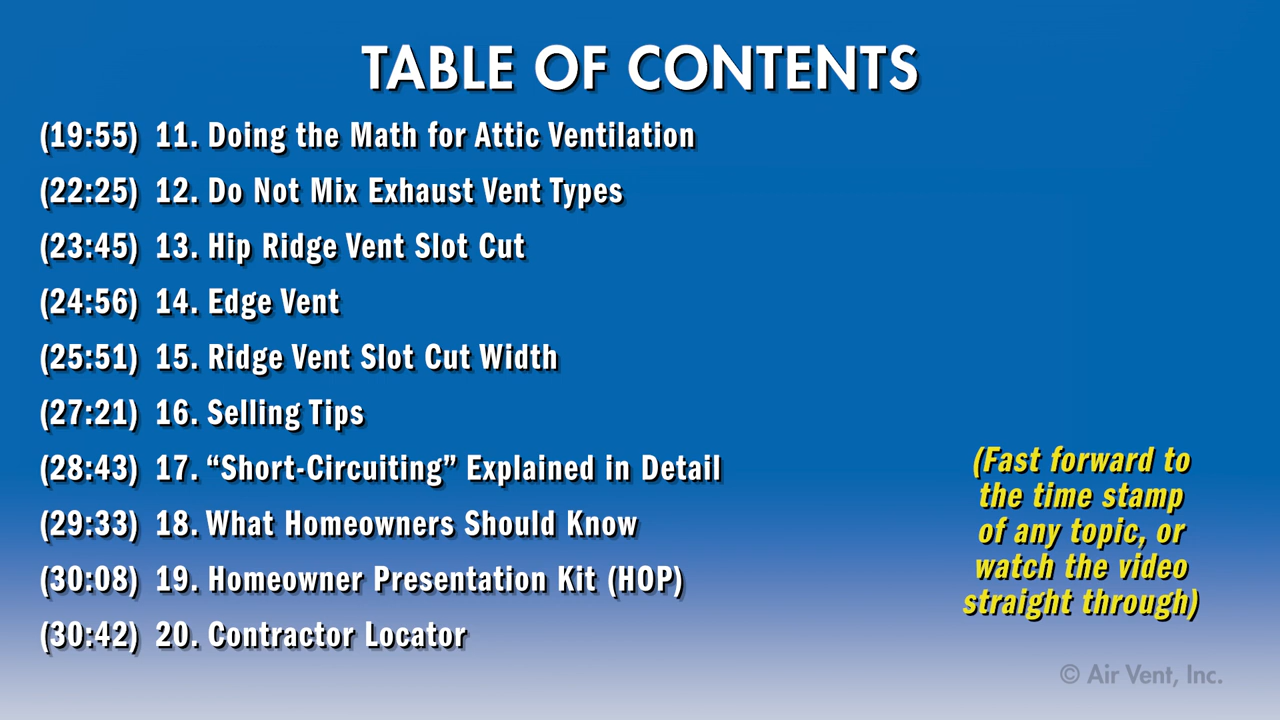 TABLE OF CONTENTS
(19:55) 11. Doing the Math for Attic Ventilation
(22:25) 12. Do Not Mix Exhaust Vent Types
(23:45) 13. Hip Ridge Vent Slot Cut
(24:56) 14. Edge Vent
(25:51) 15. Ridge Vent Slot Cut Width
(27:21) 16. Selling Tips
(28:43) 17. “Short-Circuiting” Explained in Detail
(29:33) 18. What Homeowners Should Know
(30:08) 19. Homeowner Presentation Kit (HOP)
(30:42) 20. Contractor Locator
(Fast forward to
the time stamp
of any topic, or
watch the video
straight through)
© Air Vent, Inc.